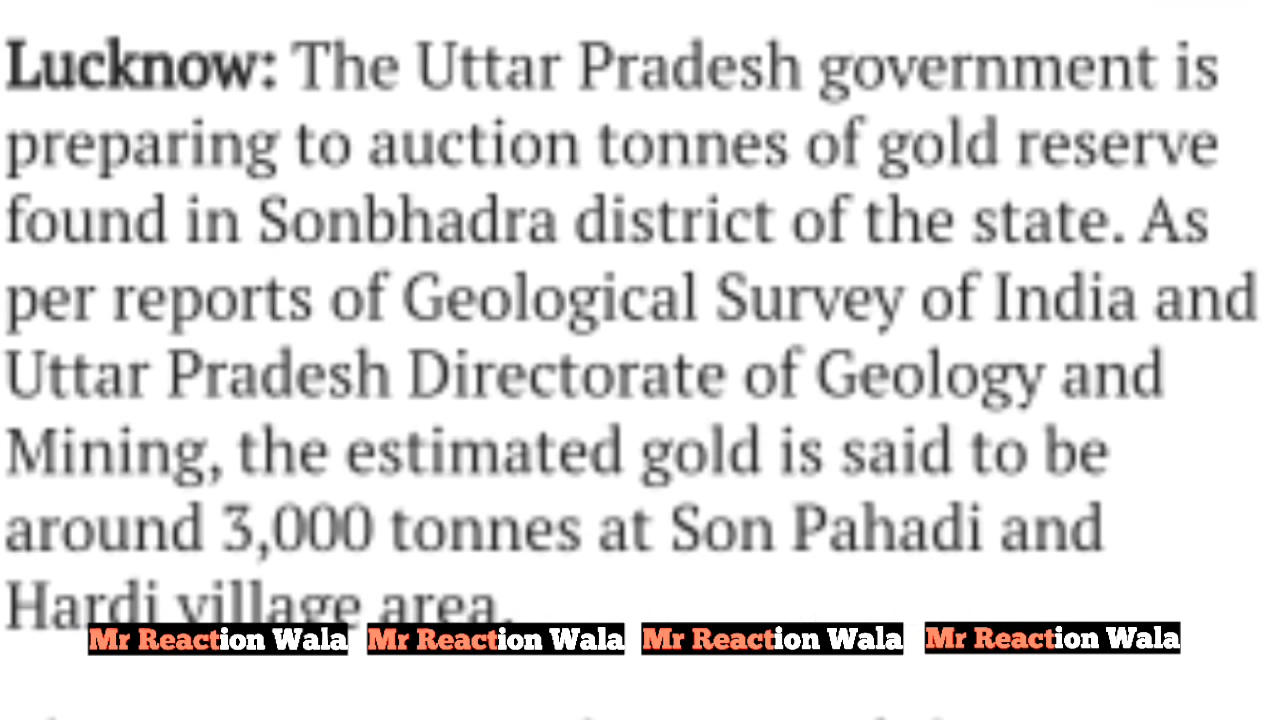 Lucknow: The Uttar Pradesh government is
preparing to auction tonnes of gold reserve
found in Sonbhadra district of the state. As
per reports of Geological Survey of India and
Uttar Pradesh Directorate of Geology and
Mining, the estimated gold is said to be
around 3,000 tonnes at Son Pahadi and
Hardi village area.
Mr Reaction Wala Mr Reaction Wala Mr Reaction Wala Mr Reaction Wala